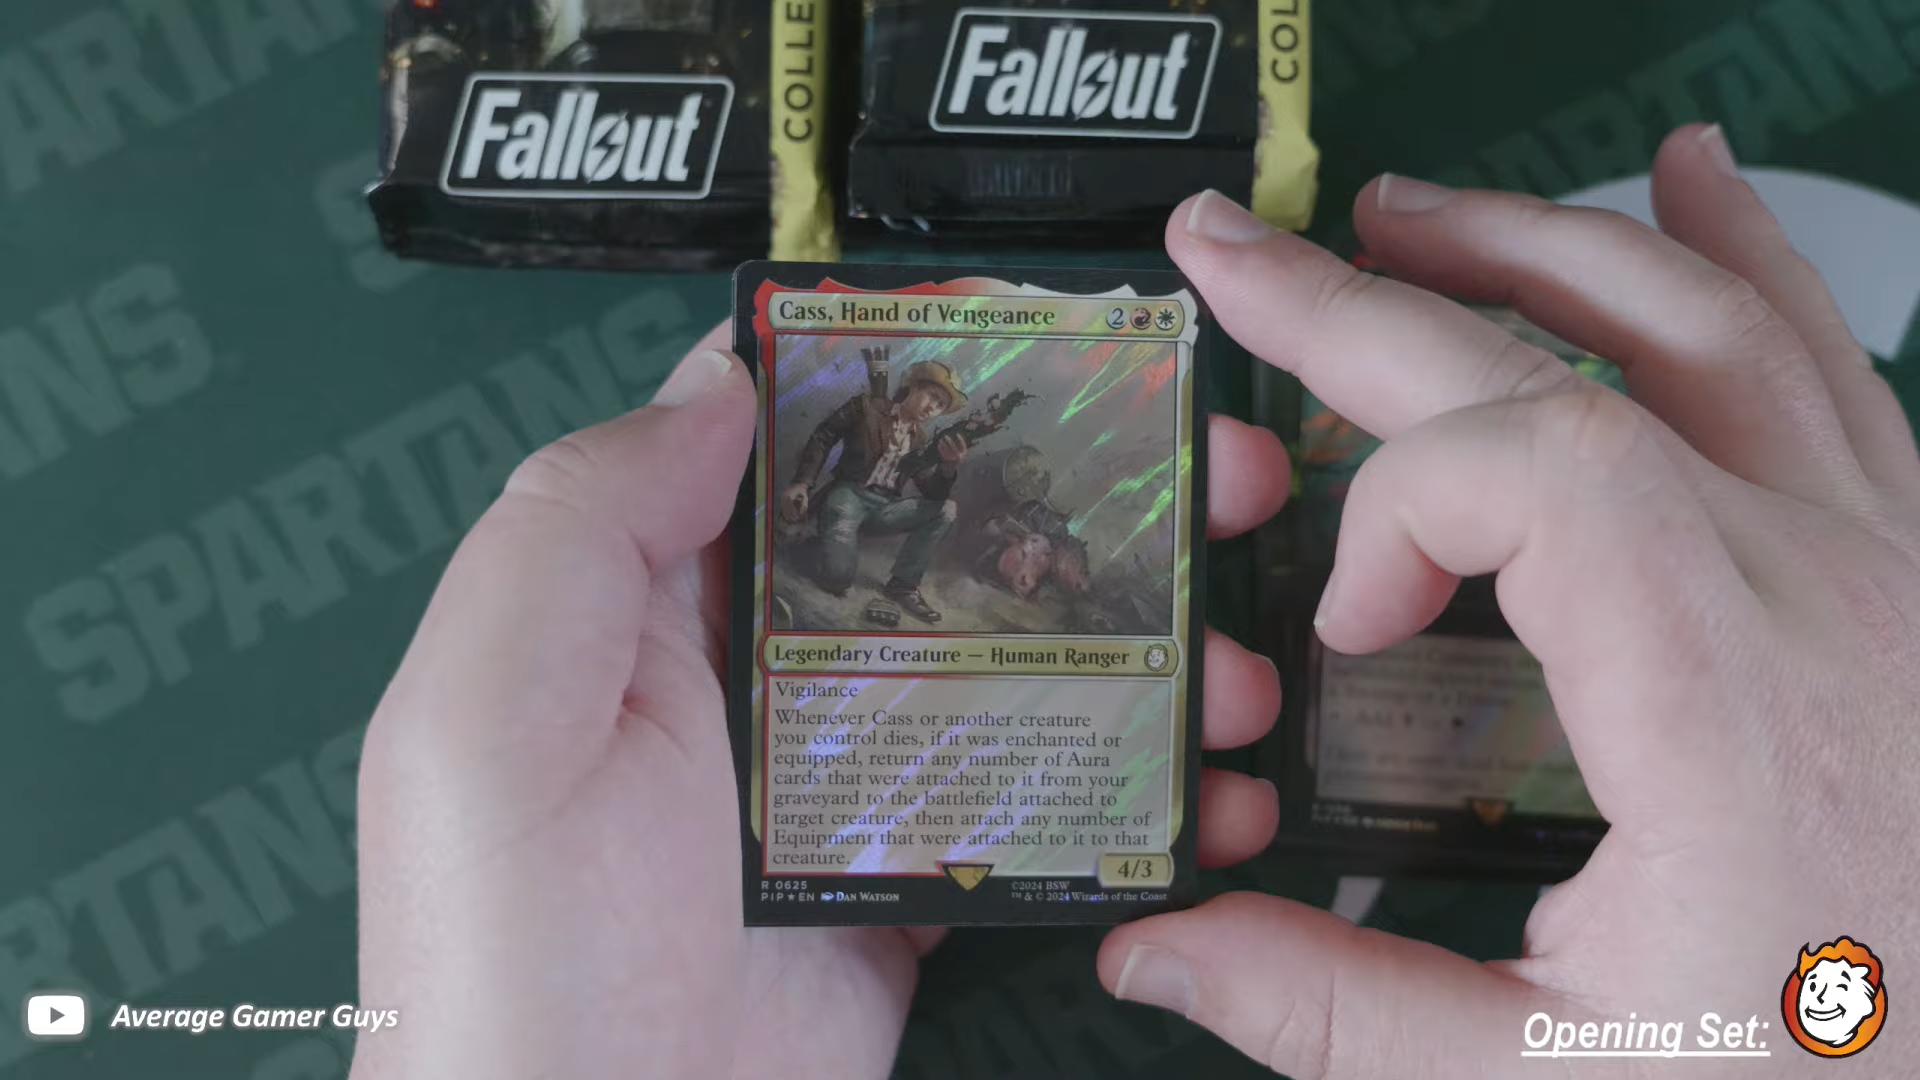 SPARTANS
Fallout
COLLE
Fallout
COL
Cass, Hand of Vengeance 2
Legendary Creature — Human Ranger
Vigilance
Whenever Cass or another creature
you control dies, if it was enchanted or
equipped, return any number of Aura
cards that were attached to it from your
graveyard to the battlefield attached to
target creature, then attach any number of
Equipment that were attached to it to that
creature.
4/3
R 0625
PIP★EN DAN WATSON
©2024 BSW
™ & © 2024 Wizards of the Coast
SPARTANS
Average Gamer Guys
Opening Set: